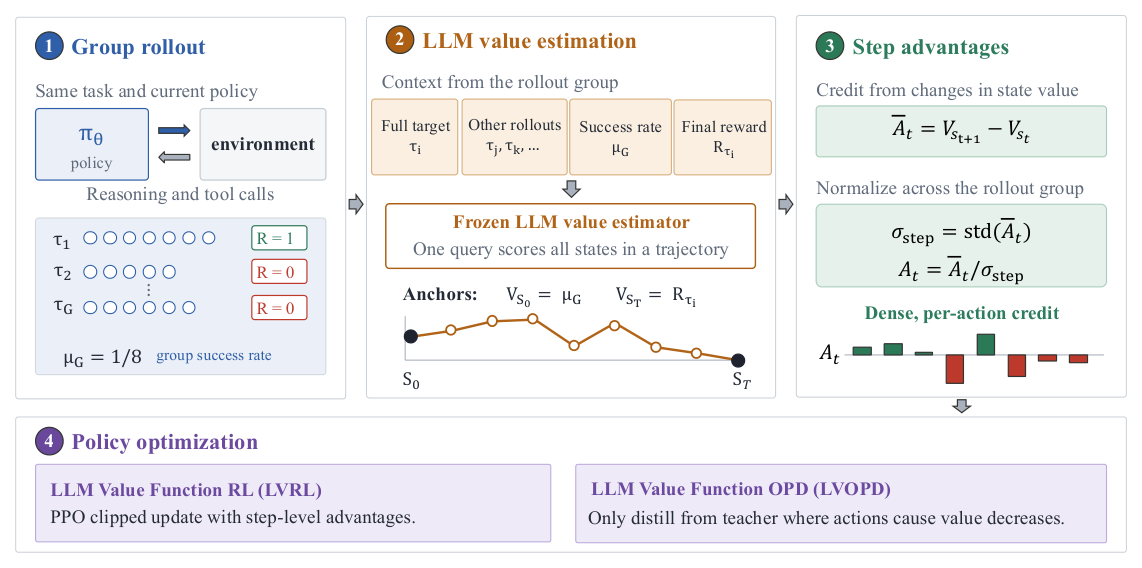 1 Group rollout
Same task and current policy
πθ
policy
environment
Reasoning and tool calls
τ1 R = 1
τ2 R = 0
⋮
τG R = 0
μG = 1/8 group success rate
2 LLM value estimation
Context from the rollout group
Full target
τi
Other rollouts
τj, τk, ...
Success rate
μG
Final reward
Rτi
Frozen LLM value estimator
One query scores all states in a trajectory
Anchors: VS0 = μG VST = Rτi
S0 ST
3 Step advantages
Credit from changes in state value
A̅t = Vst+1 − Vst
Normalize across the rollout group
σstep = std(A̅t)
At = A̅t/σstep
Dense, per-action credit
At
4 Policy optimization
LLM Value Function RL (LVRL)
PPO clipped update with step-level advantages.
LLM Value Function OPD (LVOPD)
Only distill from teacher where actions cause value decreases.